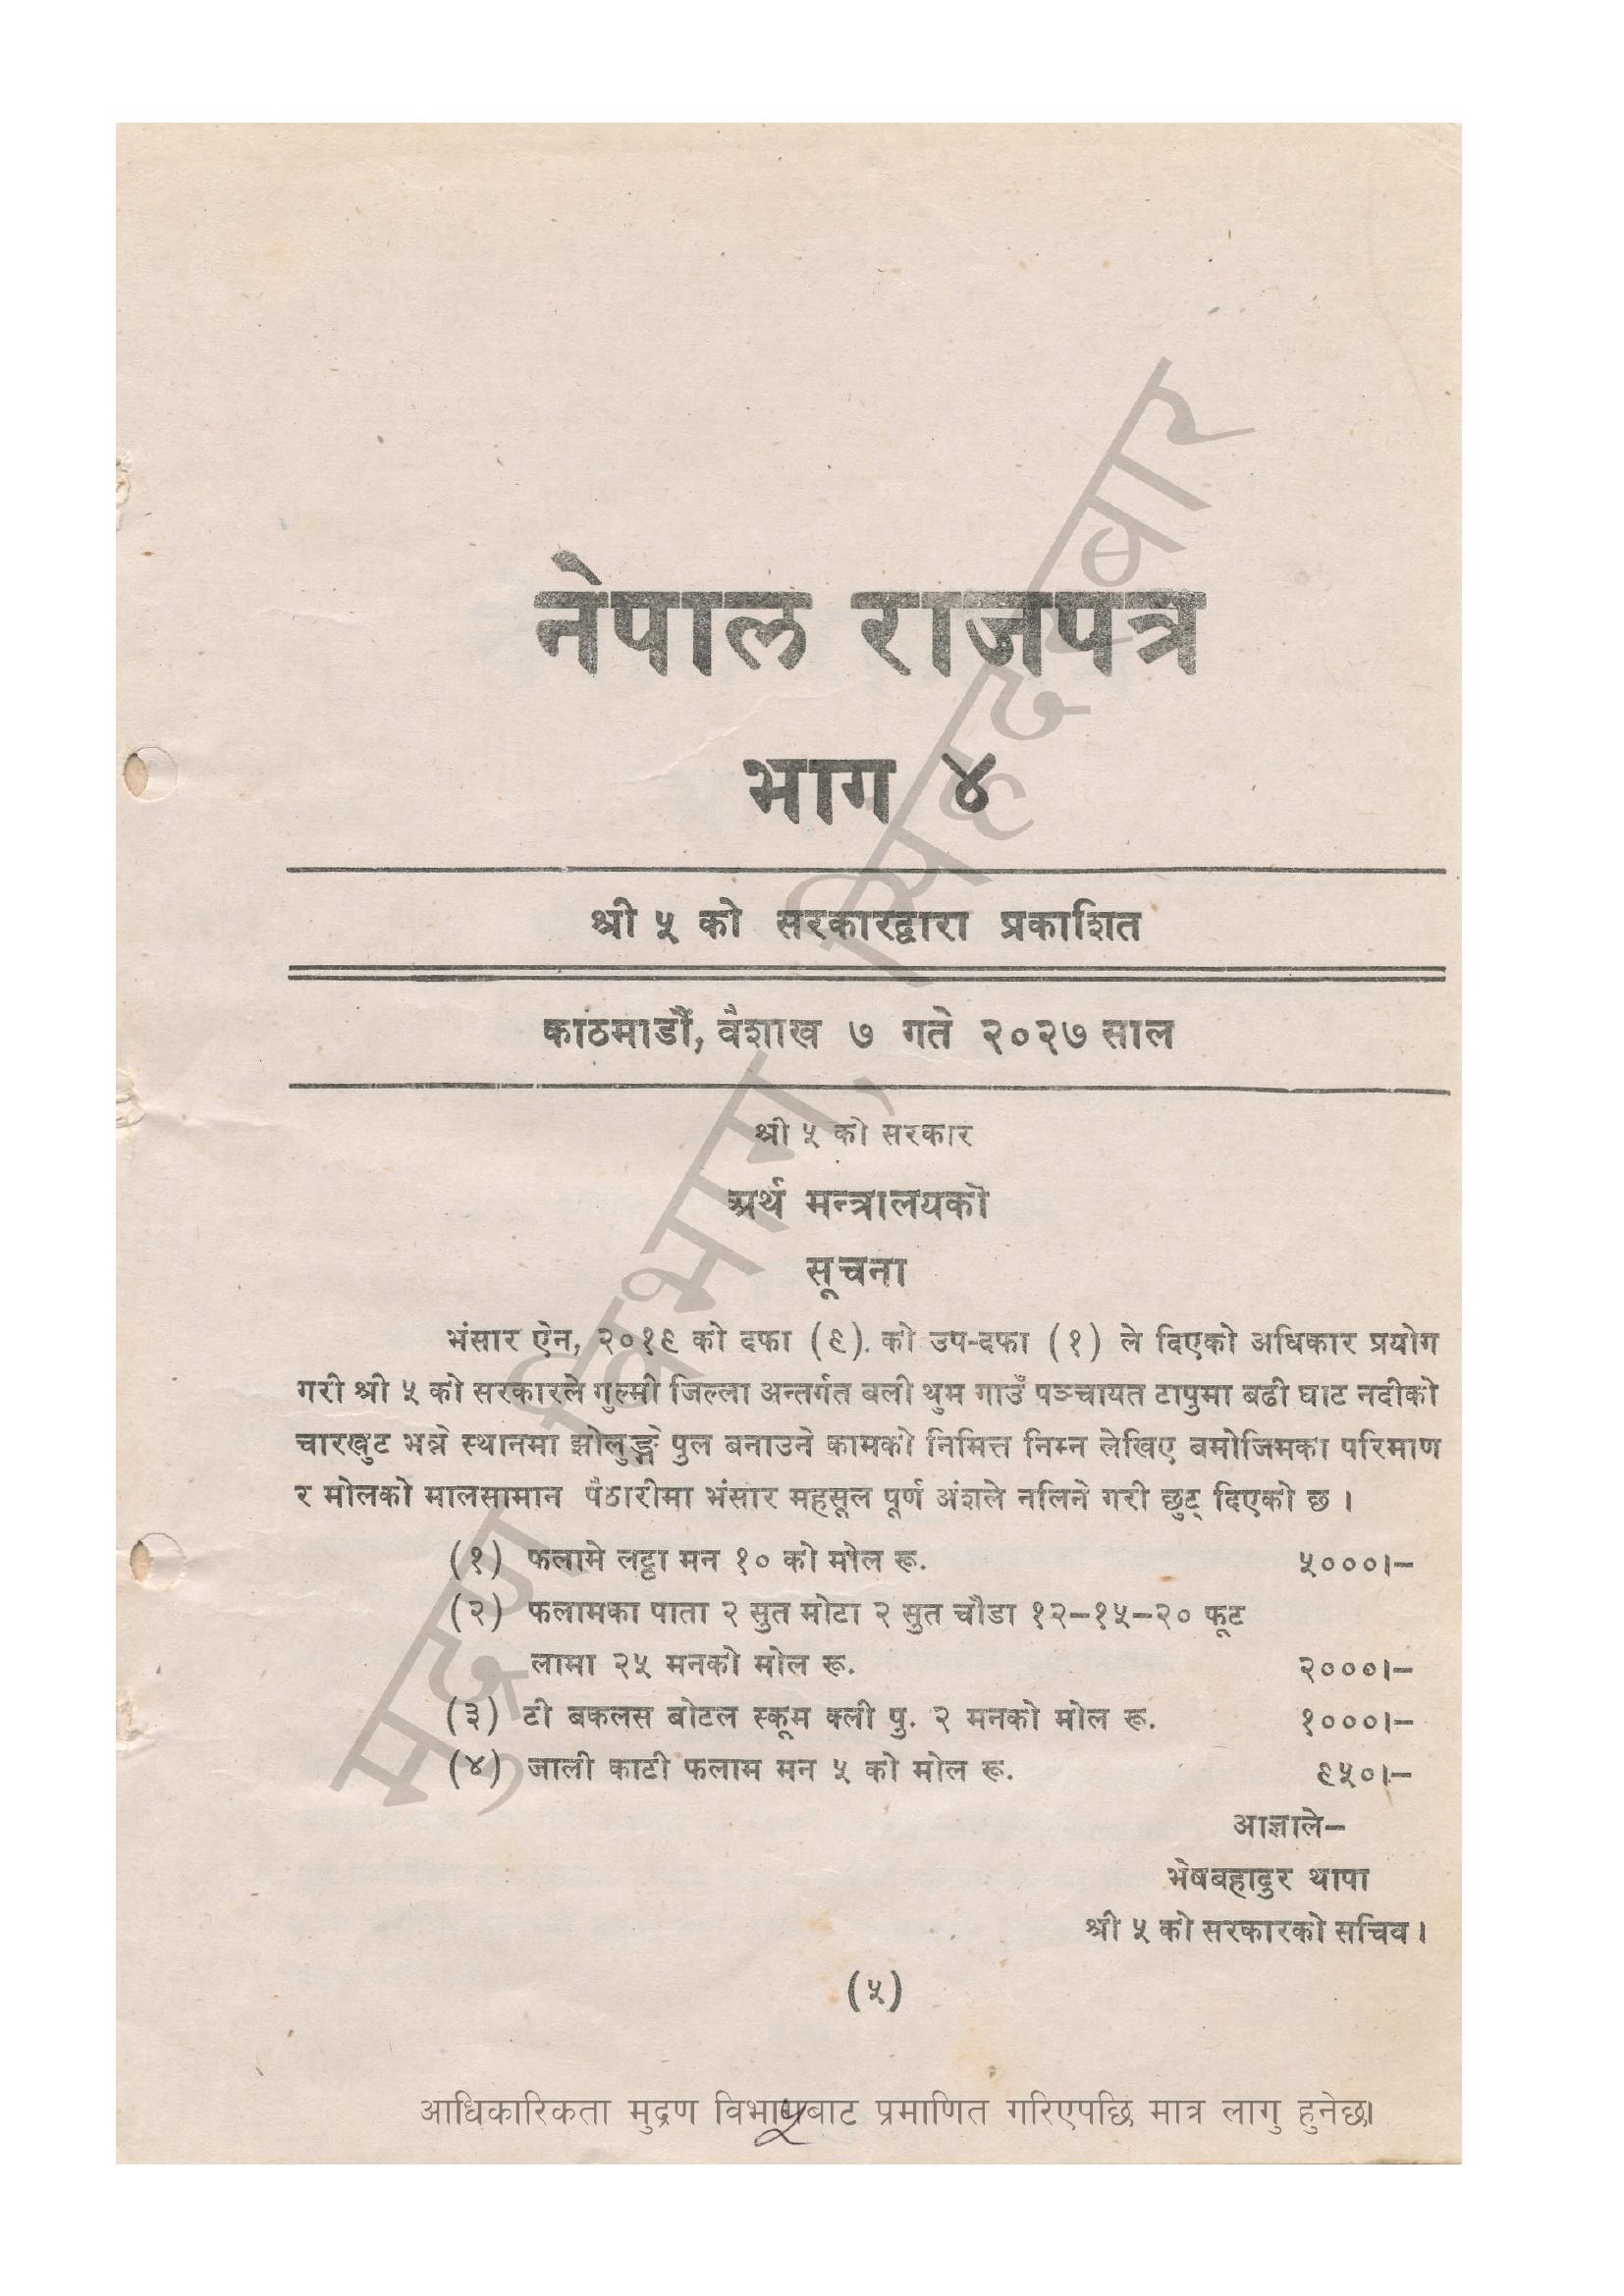 नेपाल राजपत्र
भाग ४
श्री ५ को सरकारद्वारा प्रकाशित
काठमाडौं, वैशाख ७ गते २०२७ साल
श्री ५ को सरकार
अर्थ मन्त्रालयको
सूचना
भंसार ऐन, २०१९ को दफा (९). को उप-दफा (१) ले दिएको अधिकार प्रयोग
गरी श्री ५ को सरकारले गुल्मी जिल्ला अन्तर्गत बली थुम गाउँ पञ्चायत टापुमा बढी घाट नदीको
चारखुट भन्ने स्थानमा झोलुङ्गे पुल बनाउने कामको निमित्त निम्न लेखिए बमोजिमका परिमाण
र मोलको मालसामान पैठारीमा भंसार महसूल पूर्ण अंशले नलिने गरी छुट् दिएको छ ।
(१) फलामे लट्ठा मन १० को मोल रू. ५०००।–
(२) फलामका पाता २ सुत मोटा २ सुत चौडा १२–१५–२० फूट
लामा २५ मनको मोल रू. २०००।–
(३) टी बकलस बोटल स्कूम क्ली पु. २ मनको मोल रू. १०००।–
(४) जाली काटी फलाम मन ५ को मोल रू. ९५०।–
आज्ञाले–
भेषबहादुर थापा
श्री ५ को सरकारको सचिव ।
(५)
आधिकारिकता मुद्रण विभागबाट प्रमाणित गरिएपछि मात्र लागु हुनेछ।
५
मुद्रण विभाग, सिंहदरबार